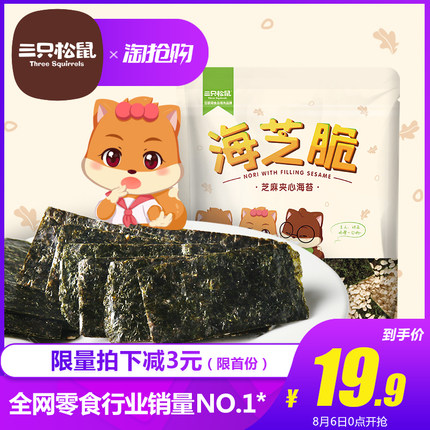 三只松鼠
Three Squirrels
×淘抢购
三只松鼠
海芝脆
NORI WITH FILLING SESAME
芝麻夹心海苔
限量拍下减3元(限首份)
到手价
¥19.9
全网零食行业销量NO.1*
8月6日0点开抢